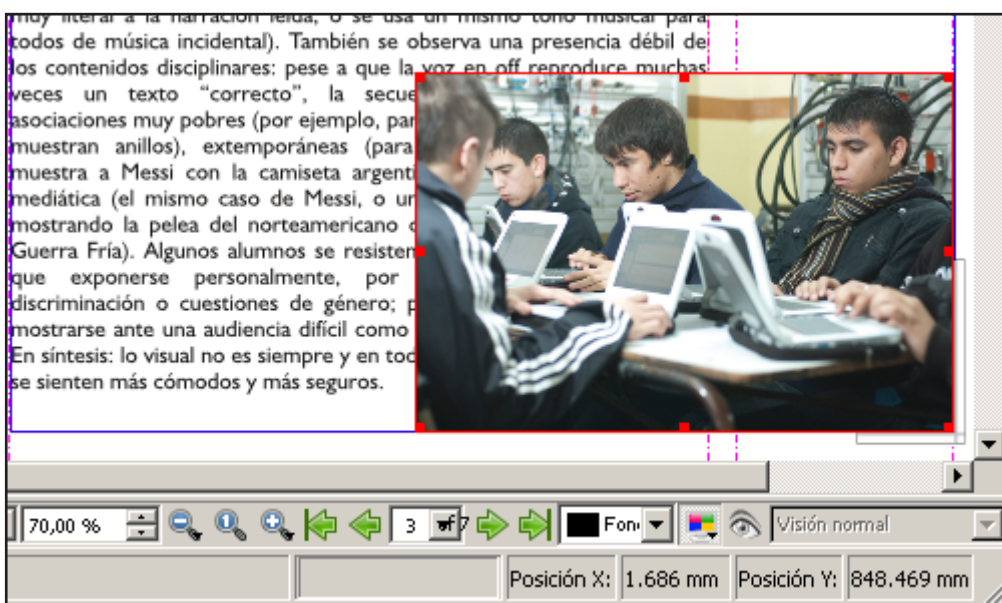 muy literal a la narración leída, o se usa un mismo tono musical para
todos de música incidental). También se observa una presencia débil de
los contenidos disciplinares: pese a que la voz en off reproduce muchas
veces un texto “correcto”, la secue
asociaciones muy pobres (por ejemplo, par
muestran anillos), extemporáneas (para
muestra a Messi con la camiseta argenti
mediática (el mismo caso de Messi, o un
mostrando la pelea del norteamericano
Guerra Fría). Algunos alumnos se resisten
que exponerse personalmente, por
discriminación o cuestiones de género; p
mostrarse ante una audiencia difícil como
En síntesis: lo visual no es siempre y en tod
se sienten más cómodos y más seguros.
70,00 % 1 3 of 7 Fon Visión normal
Posición X: 1.686 mm Posición Y: 848.469 mm